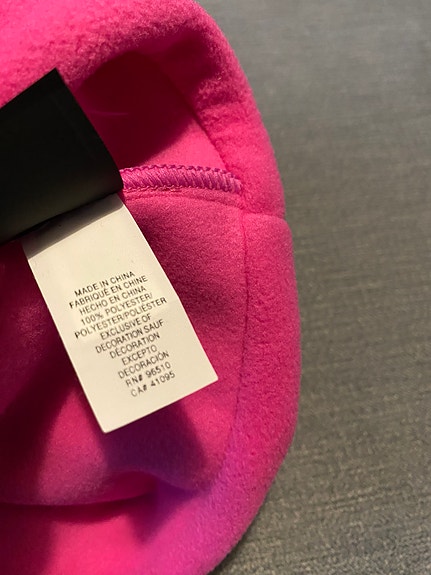 MADE IN CHINA
FABRIQUÉ EN CHINE
HECHO EN CHINA
100% POLYESTER/
POLYESTER/POLIÉSTER
EXCLUSIVE OF
DECORATION SAUF
DÉCORATION
EXCEPTO
DECORACIÓN
RN# 96510
CA# 41095